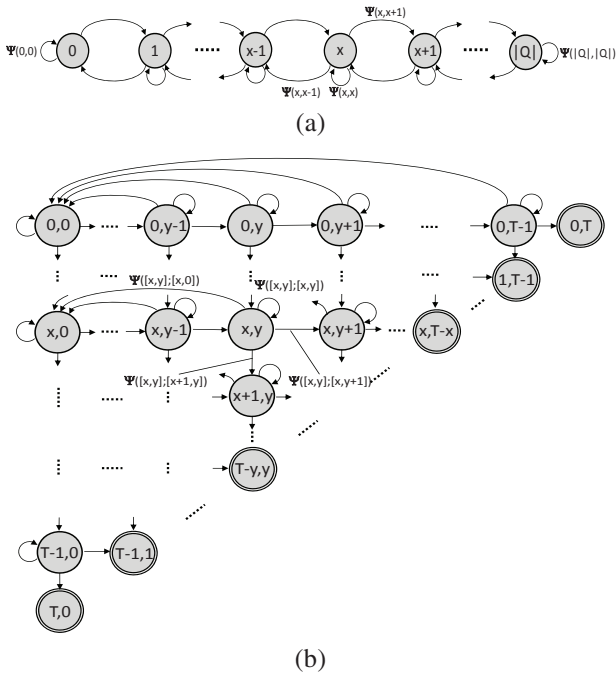 Ψ(x,x+1)
Ψ(0,0) 0 1 ..... x-1 x x+1 ..... |Q| Ψ(|Q|,|Q|)
Ψ(x,x-1) Ψ(x,x)
(a)
0,0 .... 0,y-1 0,y 0,y+1 .... 0,T-1 0,T
Ψ([x,y];[x,0]) Ψ([x,y];[x,y]) .... 1,T-1
x,0 .... x,y-1 x,y x,y+1 .... x,T-x
Ψ([x,y];[x+1,y]) Ψ([x,y];[x,y+1])
x+1,y
T-y,y
T-1,0 T-1,1
T,0
(b)